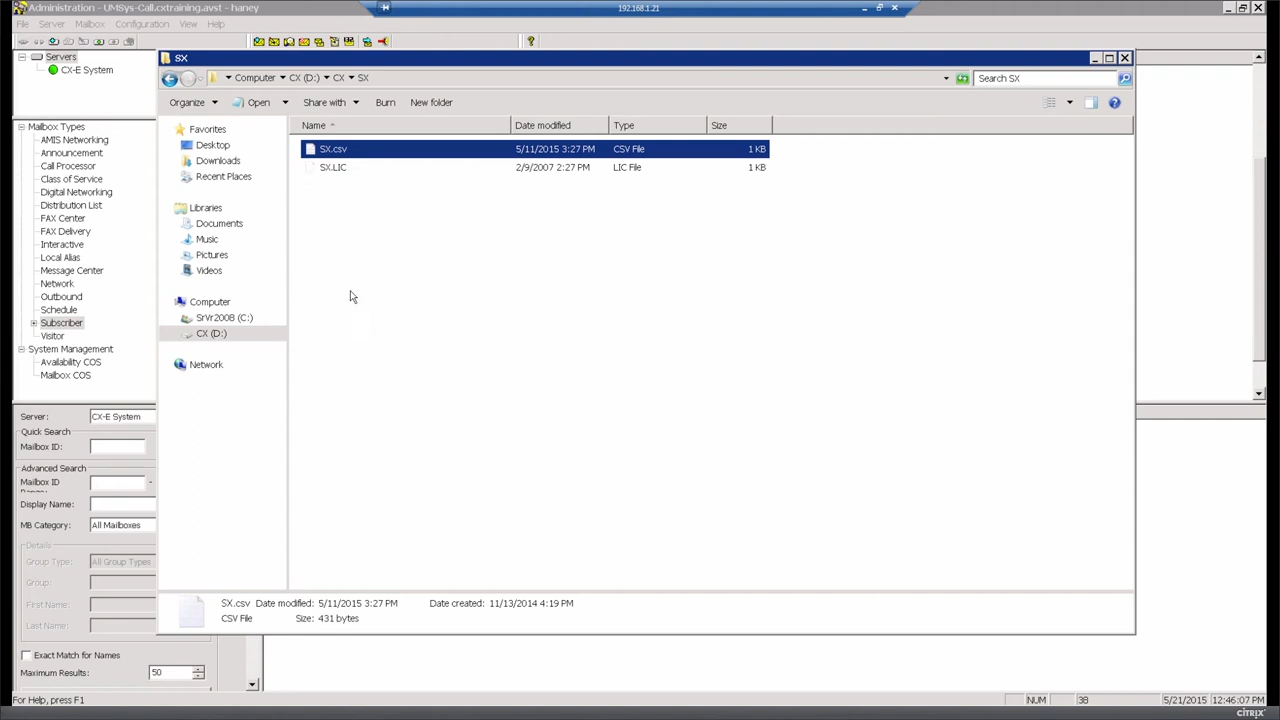 Administration - UMSys-Call.cxtraining.avst - haney
192.168.1.21
File Server Mailbox Configuration View Help
SX
Servers
CX-E System
Computer CX (D:) CX SX
Search SX
Organize Open Share with Burn New folder
Name Date modified Type Size
SX.csv 5/11/2015 3:27 PM CSV File 1 KB
SX.LIC 2/9/2007 2:27 PM LIC File 1 KB
Favorites
Desktop
Downloads
Recent Places
Libraries
Documents
Music
Pictures
Videos
Computer
SrVr2008 (C:)
CX (D:)
Network
Mailbox Types
AMIS Networking
Announcement
Call Processor
Class of Service
Digital Networking
Distribution List
FAX Center
FAX Delivery
Interactive
Local Alias
Message Center
Network
Outbound
Schedule
Subscriber
Visitor
System Management
Availability COS
Mailbox COS
Server: CX-E System
Quick Search
Mailbox ID:
Advanced Search
Mailbox ID -
Display Name:
MB Category: All Mailboxes
Details
Group Type: All Group Types
Group:
First Name:
Last Name:
Exact Match for Names
Maximum Results: 50
SX.csv Date modified: 5/11/2015 3:27 PM Date created: 11/13/2014 4:19 PM
CSV File Size: 431 bytes
For Help, press F1
NUM 38 5/21/2015 12:46:07 PM
CITRIX